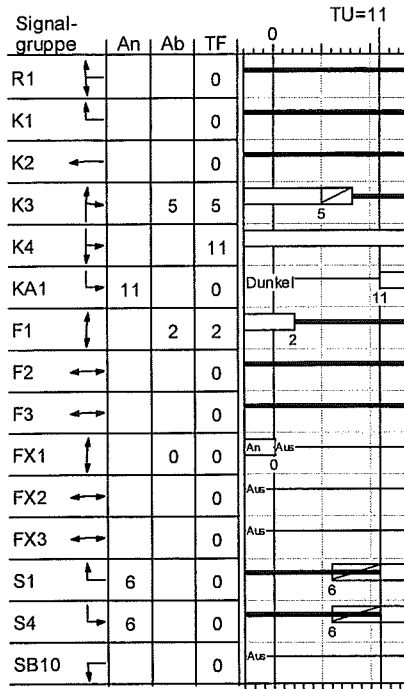 TU=11
Signal-
gruppe An Ab TF 0
R1 0
K1 0
K2 0
K3 5 5 5
K4 11
KA1 11 0 Dunkel 11
F1 2 2 2
F2 0
F3 0
FX1 0 0 An Aus 0
FX2 0 Aus
FX3 0 Aus
S1 6 0 6
S4 6 0 6
SB10 0 Aus